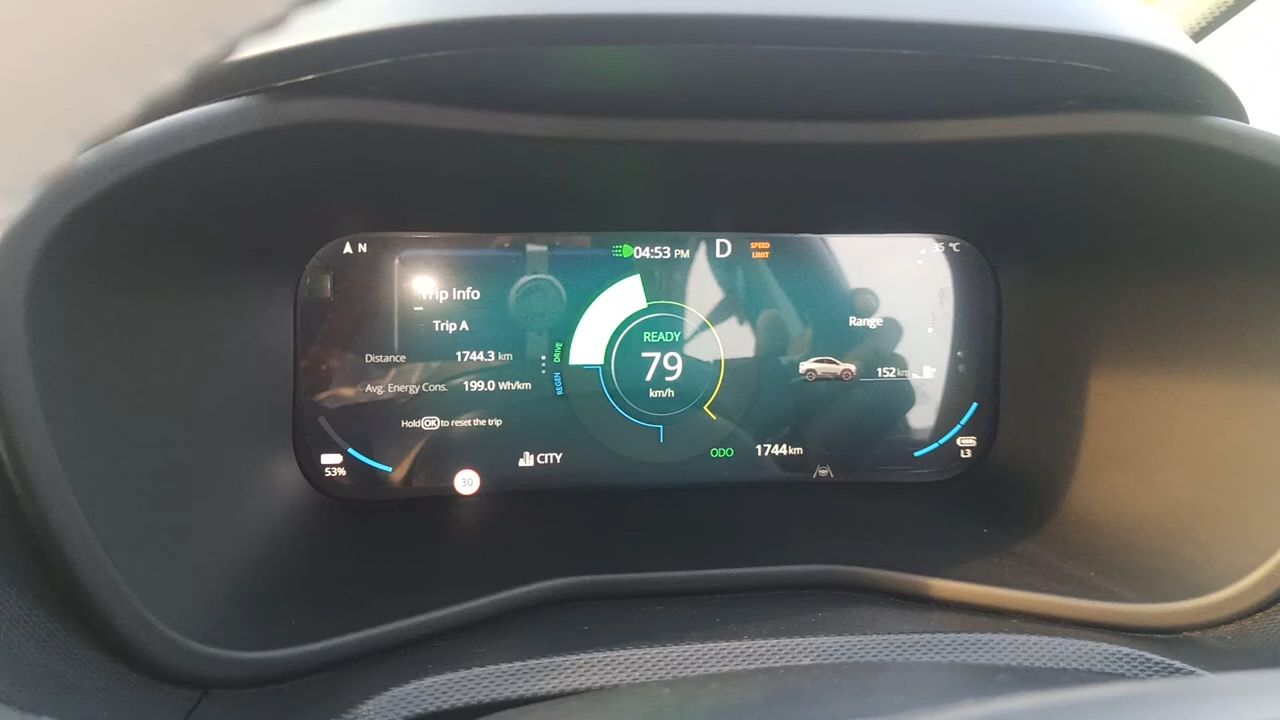 N
04:53 PM
D
SPEED
LIMIT
35 °C
Trip Info
Trip A
Distance 1744.3 km
Avg. Energy Cons. 199.0 Wh/km
Hold OK to reset the trip
DRIVE
REGEN
READY
79
km/h
Range
152 km
53%
30
CITY
ODO 1744 km
L3